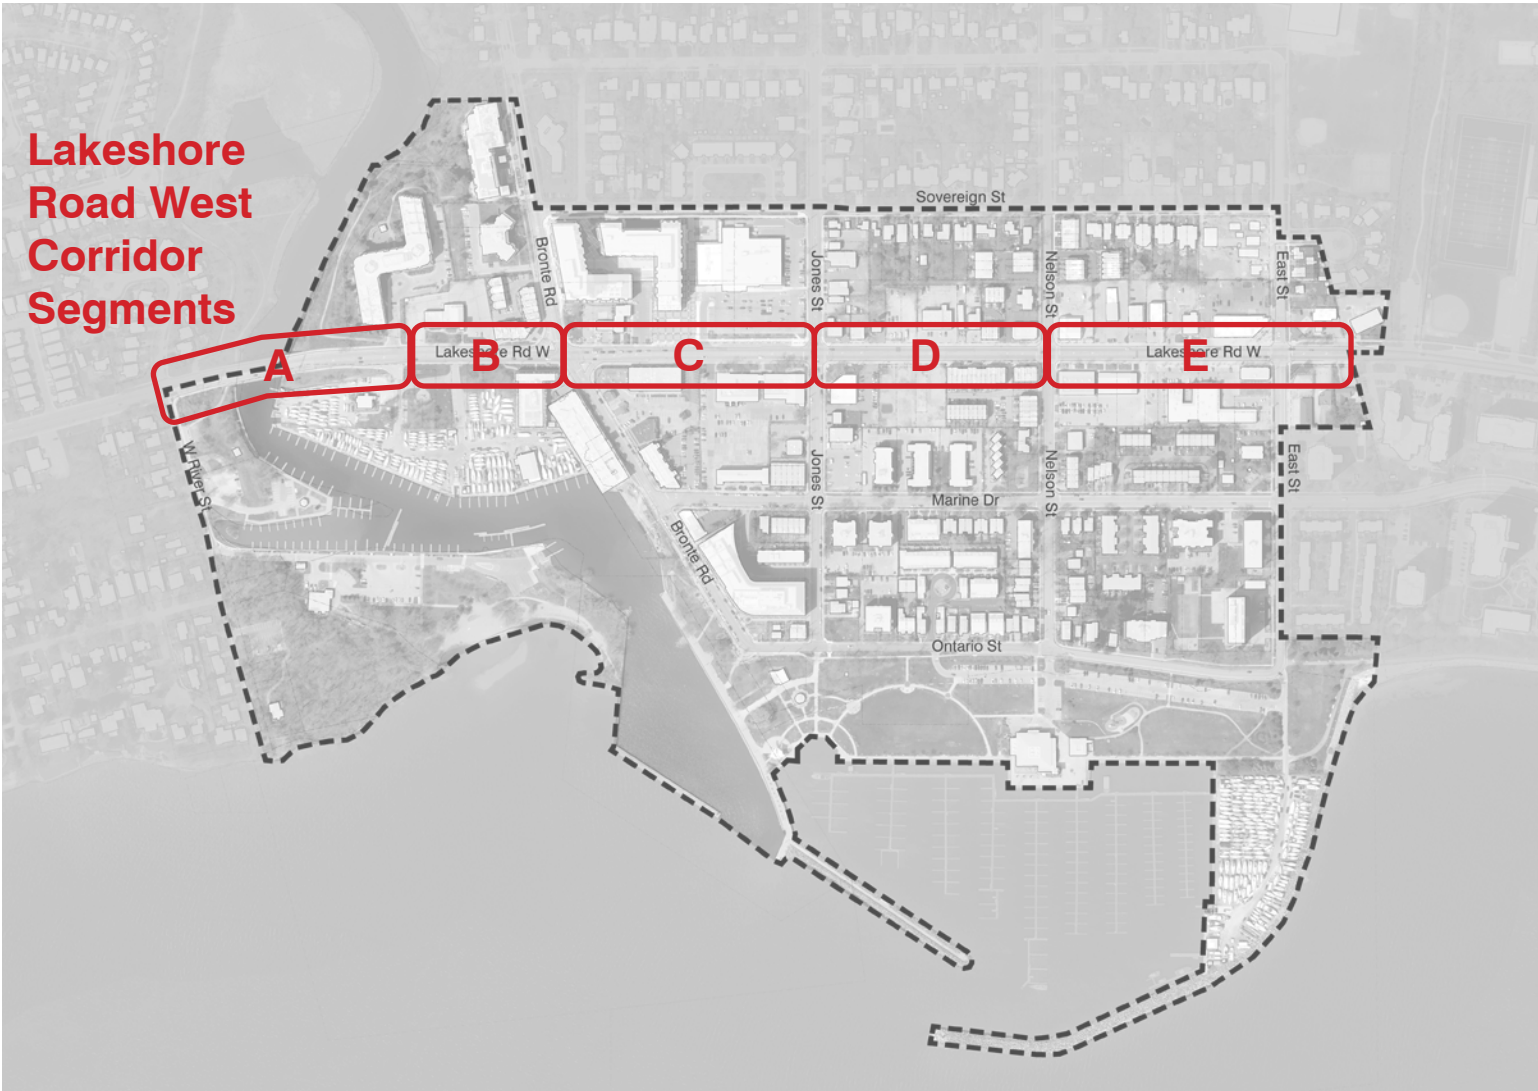 Lakeshore
Road West
Corridor
Segments
Sovereign St
Bronte Rd
Jones St
Nelson St
East St
A
B
C
D
E
Lakeshore Rd W
Lakeshore Rd W
W River St
Jones St
Nelson St
East St
Marine Dr
Bronte Rd
Ontario St